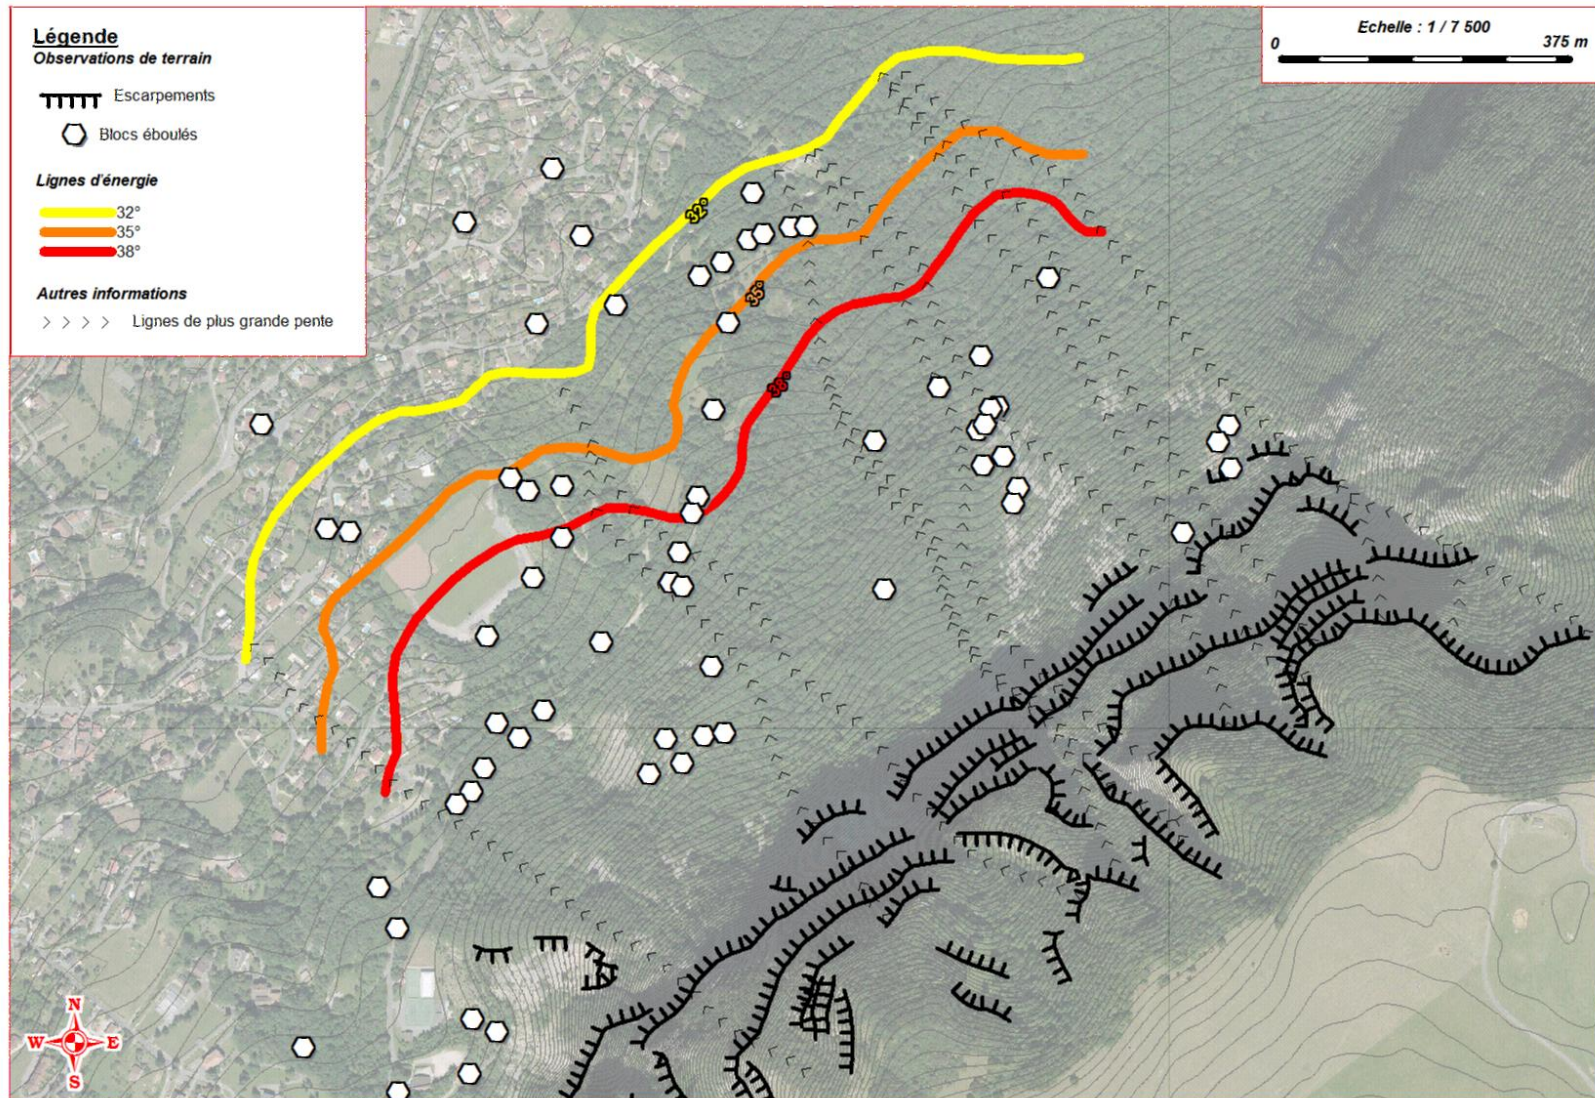 Légende
Observations de terrain
Escarpements
Blocs éboulés
Lignes d'énergie
32°
35°
38°
Autres informations
Lignes de plus grande pente
Echelle : 1 / 7 500
0 375 m
32°
35°
38°
N
W E
S